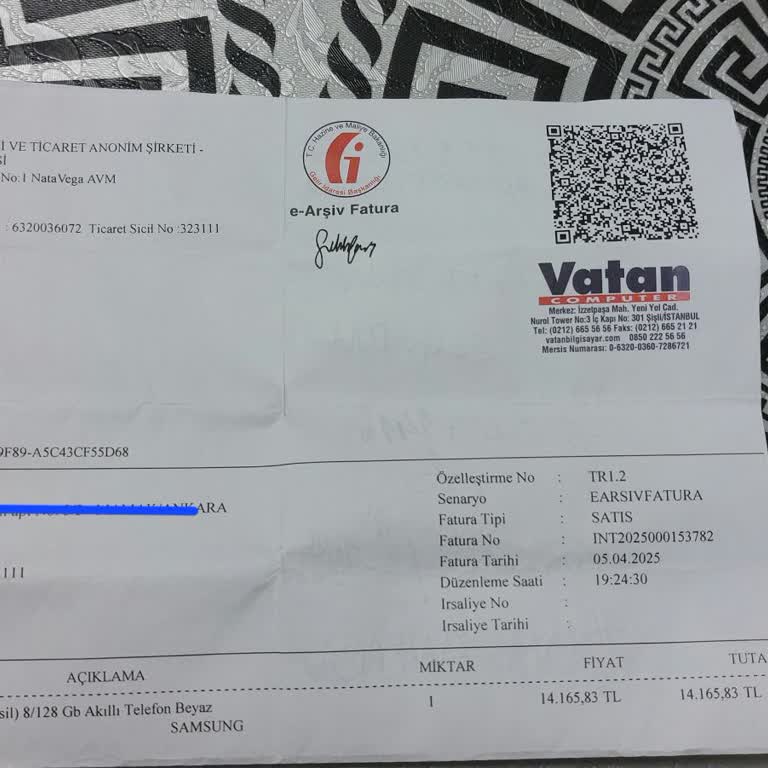 İ VE TİCARET ANONİM ŞİRKETİ -
Sİ
No:1 NataVega AVM
: 6320036072 Ticaret Sicil No :323111
T.C. Hazine ve Maliye Bakanlığı
Gelir İdaresi Başkanlığı
e-Arşiv Fatura
Vatan
COMPUTER
Merkez: İzzetpaşa Mah. Yeni Yol Cad.
Nurol Tower No:3 İç Kapı No: 301 Şişli/İSTANBUL
Tel: (0212) 665 56 56 Faks: (0212) 665 21 21
vatanbilgisayar.com 0850 222 56 56
Mersis Numarası: 0-6320-0360-7286721
9F89-A5C43CF55D68
ARA
111
Özelleştirme No : TR1.2
Senaryo : EARSIVFATURA
Fatura Tipi : SATIS
Fatura No : INT2025000153782
Fatura Tarihi : 05.04.2025
Düzenleme Saati : 19:24:30
Irsaliye No :
Irsaliye Tarihi :
AÇIKLAMA MİKTAR FİYAT TUTA
sil) 8/128 Gb Akıllı Telefon Beyaz 1 14.165,83 TL 14.165,83 TL
SAMSUNG